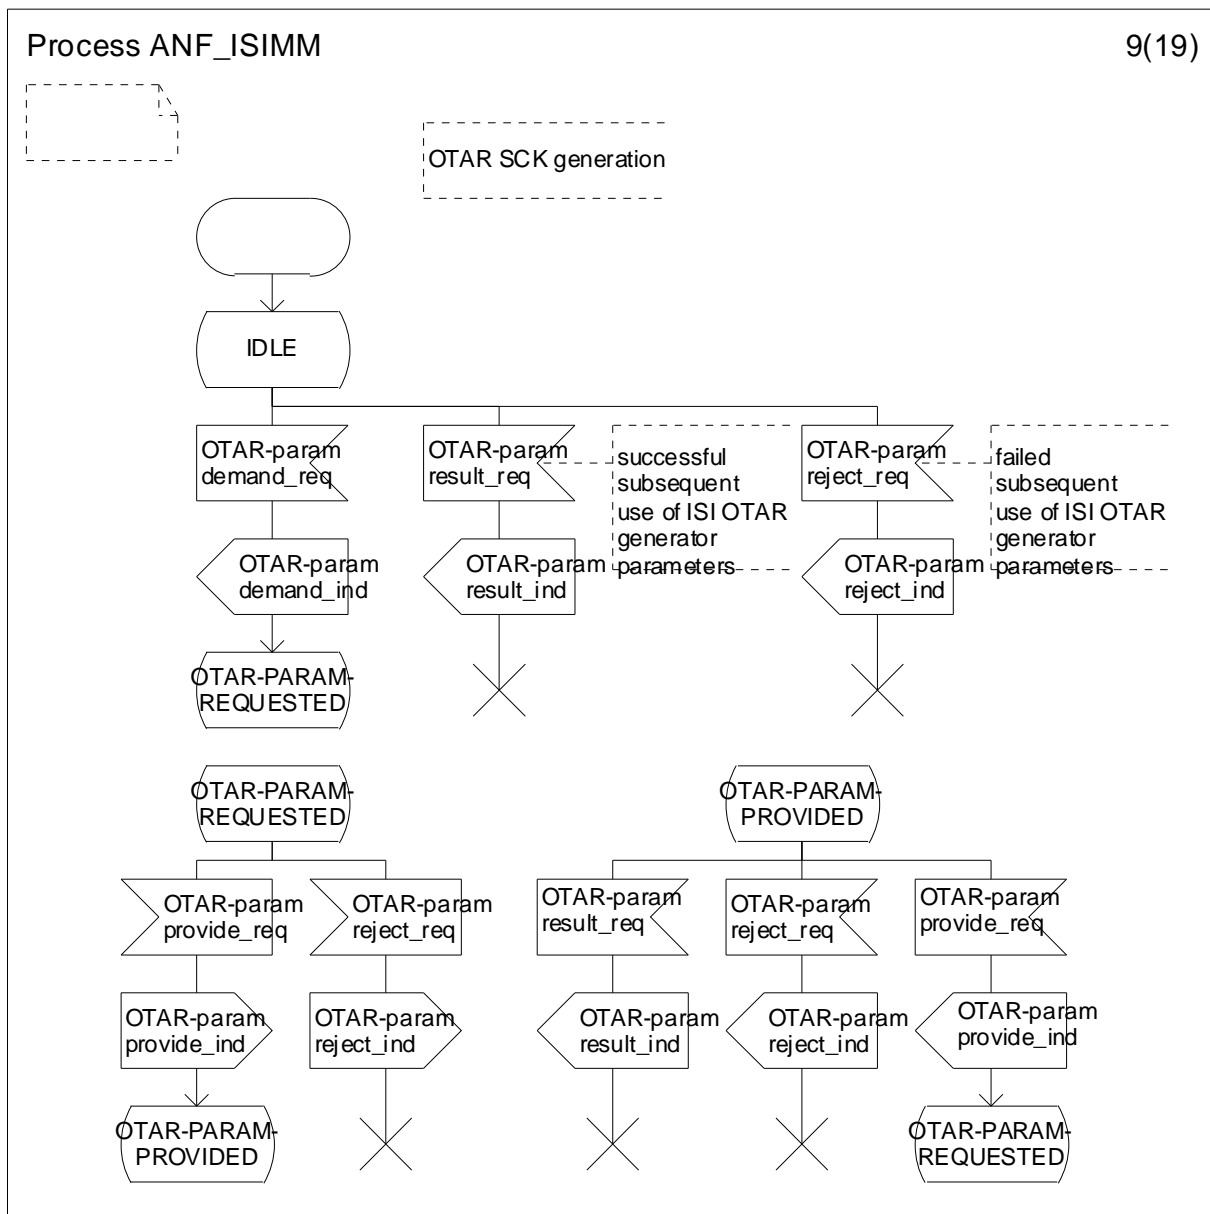 Process ANF_ISIMM
9(19)
OTAR SCK generation
IDLE
OTAR-param
demand_req
OTAR-param
result_req
successful
subsequent
use of ISI OTAR
generator
parameters
OTAR-param
reject_req
failed
subsequent
use of ISI OTAR
generator
parameters
OTAR-param
demand_ind
OTAR-param
result_ind
OTAR-param
reject_ind
OTAR-PARAM-
REQUESTED
OTAR-PARAM-
REQUESTED
OTAR-PARAM-
PROVIDED
OTAR-param
provide_req
OTAR-param
reject_req
OTAR-param
result_req
OTAR-param
reject_req
OTAR-param
provide_req
OTAR-param
provide_ind
OTAR-param
reject_ind
OTAR-param
result_ind
OTAR-param
reject_ind
OTAR-param
provide_ind
OTAR-PARAM-
PROVIDED
OTAR-PARAM-
REQUESTED